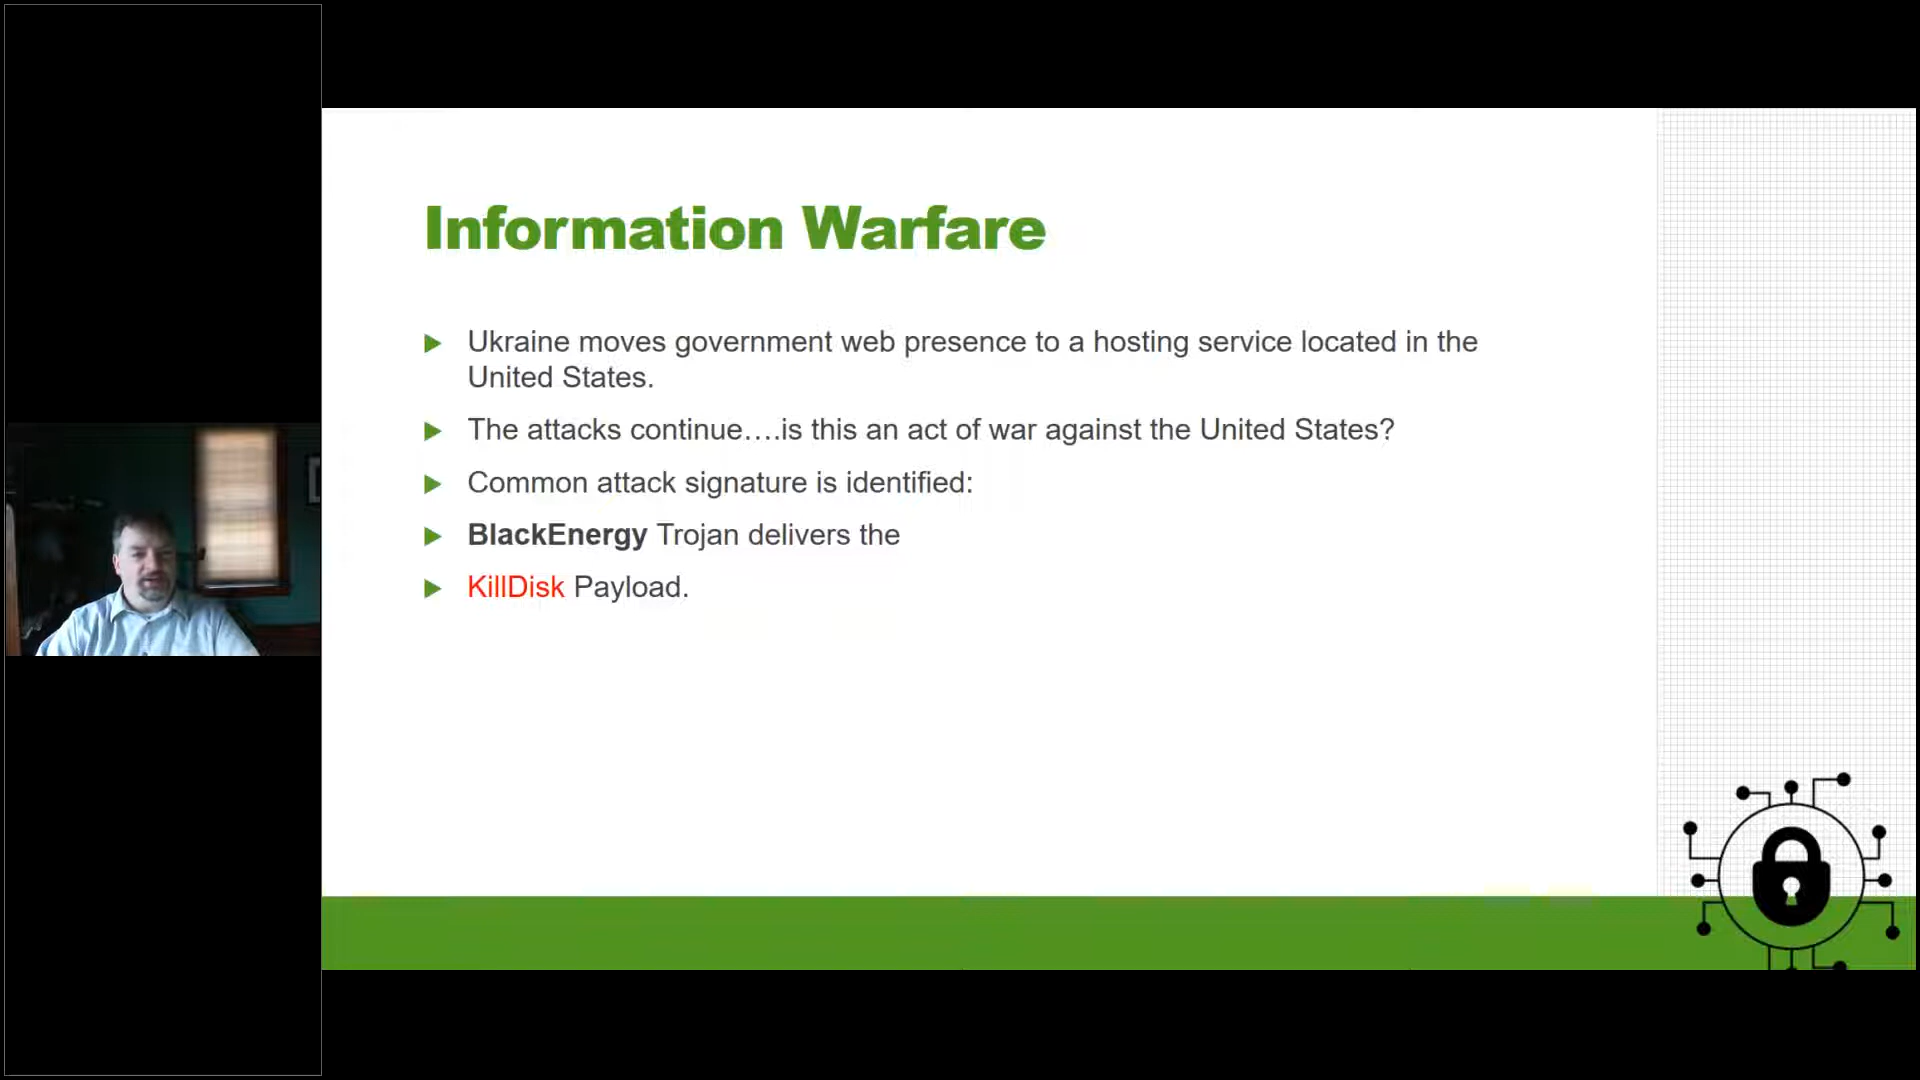 Information Warfare
Ukraine moves government web presence to a hosting service located in the
United States.
The attacks continue….is this an act of war against the United States?
Common attack signature is identified:
BlackEnergy Trojan delivers the
KillDisk Payload.